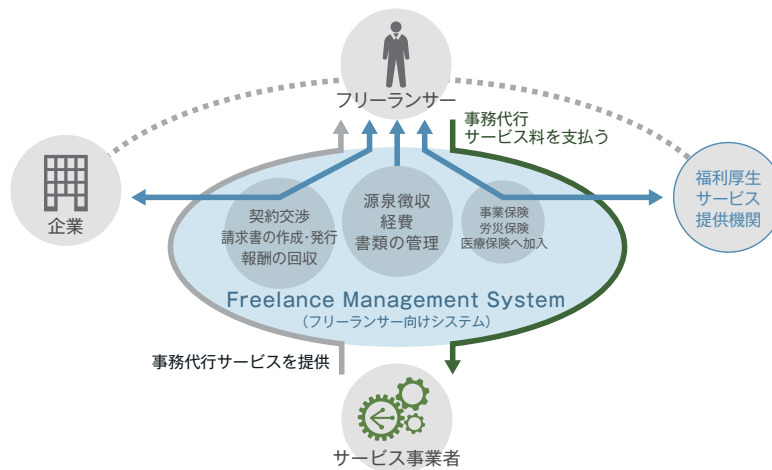 フリーランサー
事務代行
サービス料を支払う
企業
福利厚生
サービス
提供機関
契約交渉
請求書の作成・発行
報酬の回収
源泉徴収
経費
書類の管理
事業保険
労災保険
医療保険へ加入
Freelance Management System
（フリーランサー向けシステム）
事務代行サービスを提供
サービス事業者